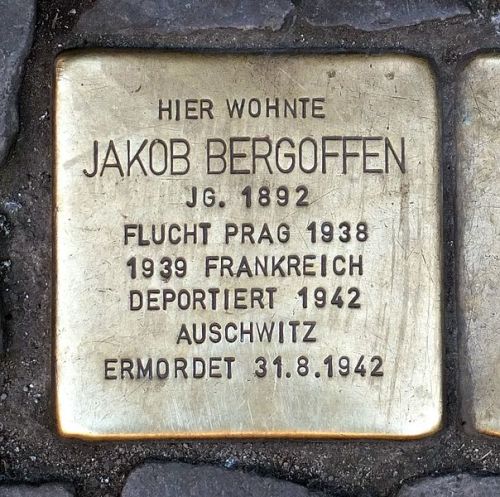 HIER WOHNTE
JAKOB BERGOFFEN
JG. 1892
FLUCHT PRAG 1938
1939 FRANKREICH
DEPORTIERT 1942
AUSCHWITZ
ERMORDET 31.8.1942